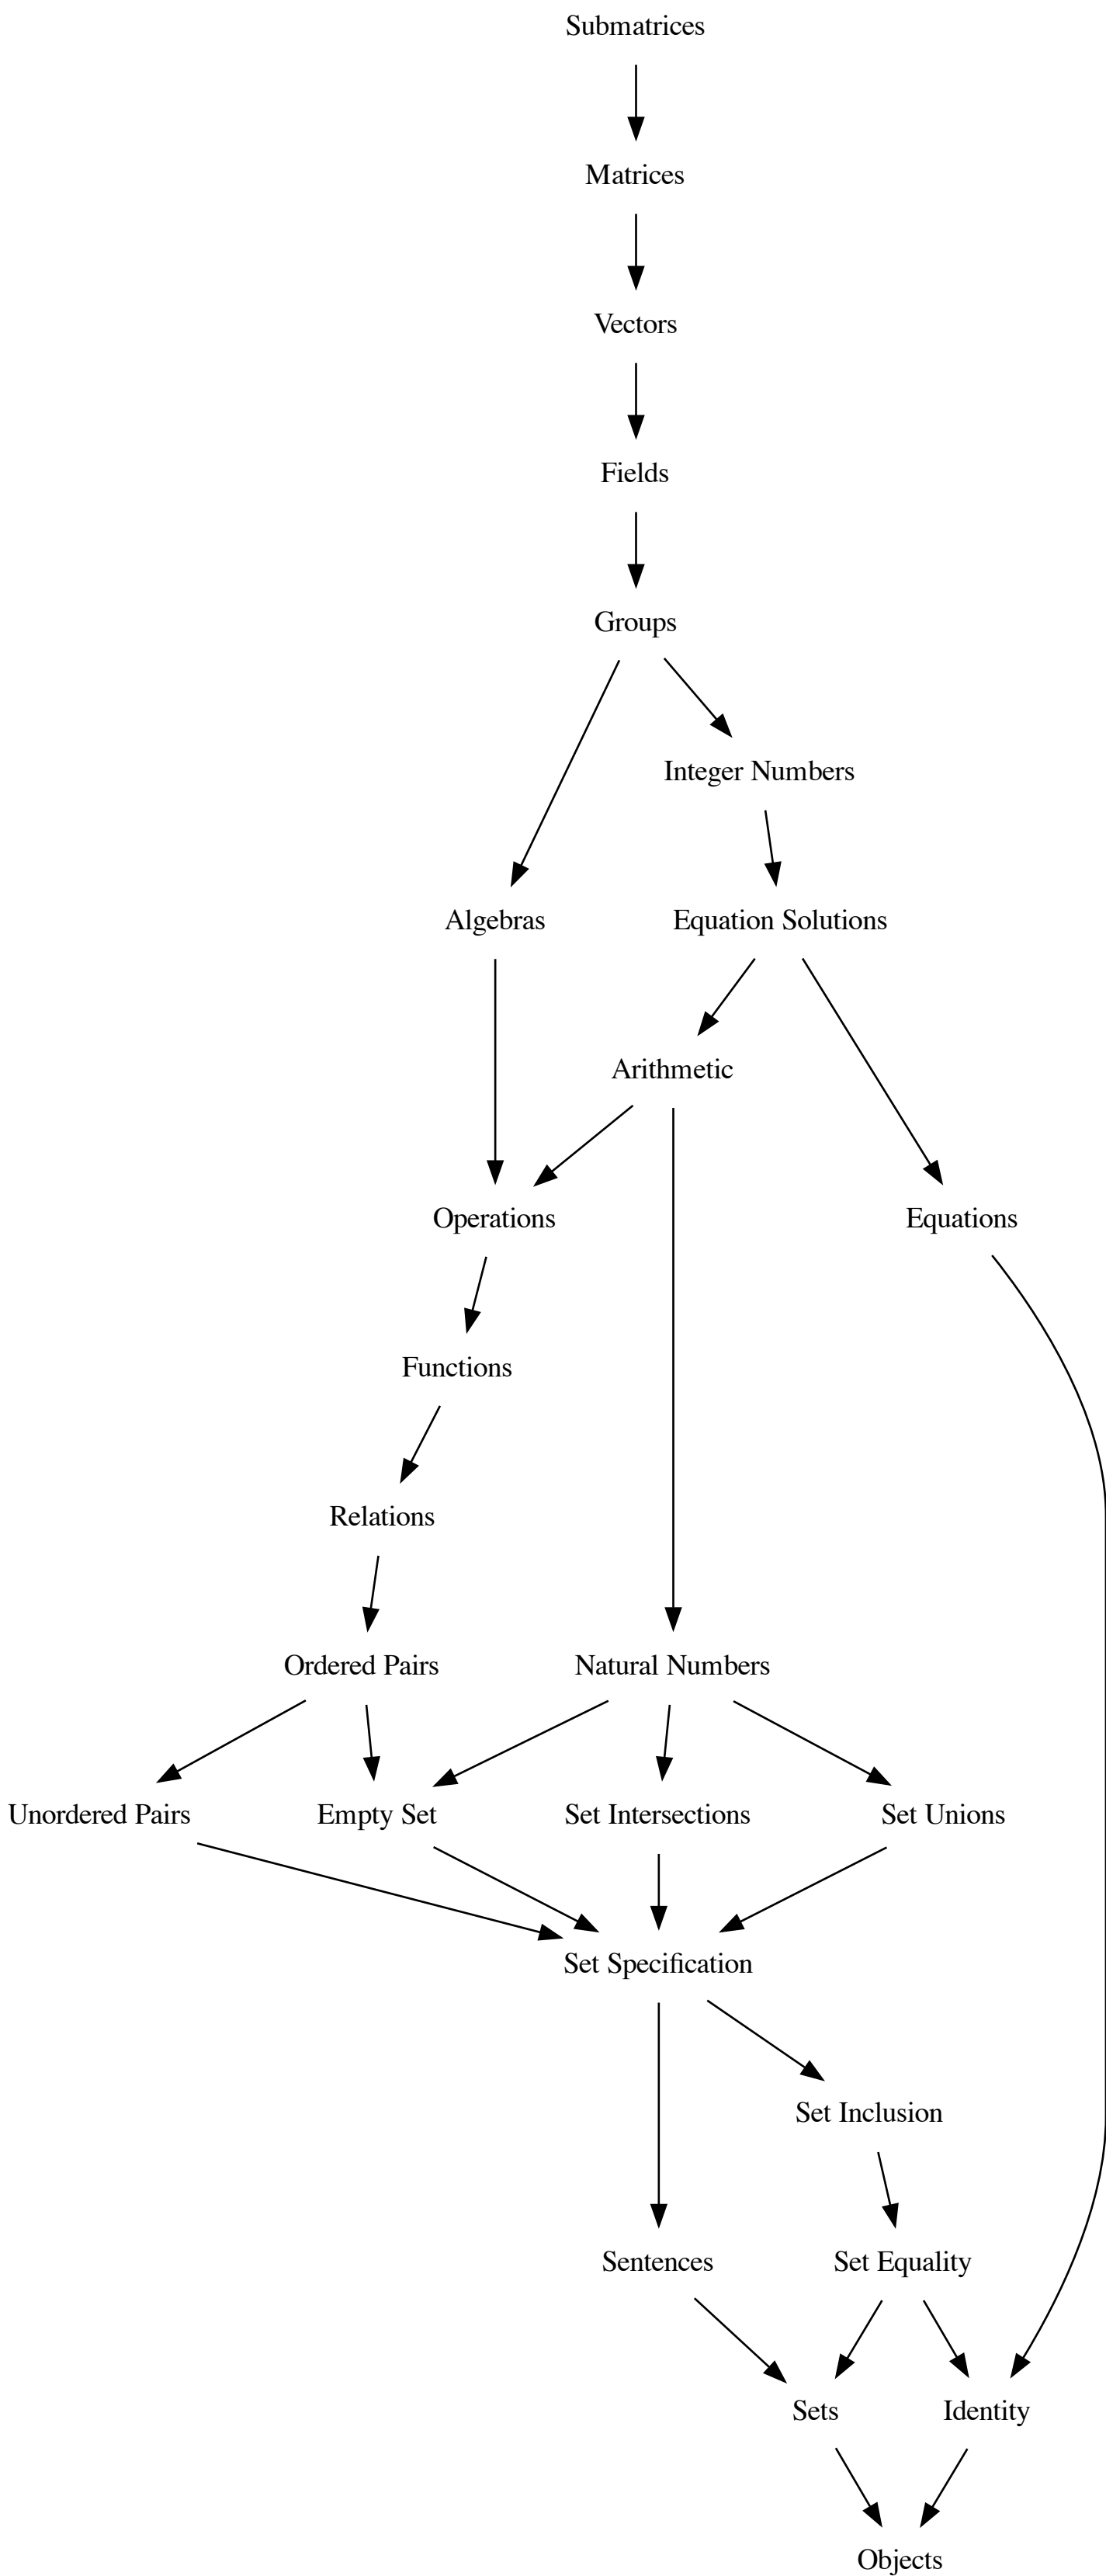 Submatrices
Matrices
Vectors
Fields
Groups
Integer Numbers
Algebras
Equation Solutions
Arithmetic
Operations
Equations
Functions
Relations
Ordered Pairs
Natural Numbers
Unordered Pairs
Empty Set
Set Intersections
Set Unions
Set Specification
Set Inclusion
Sentences
Set Equality
Sets
Identity
Objects